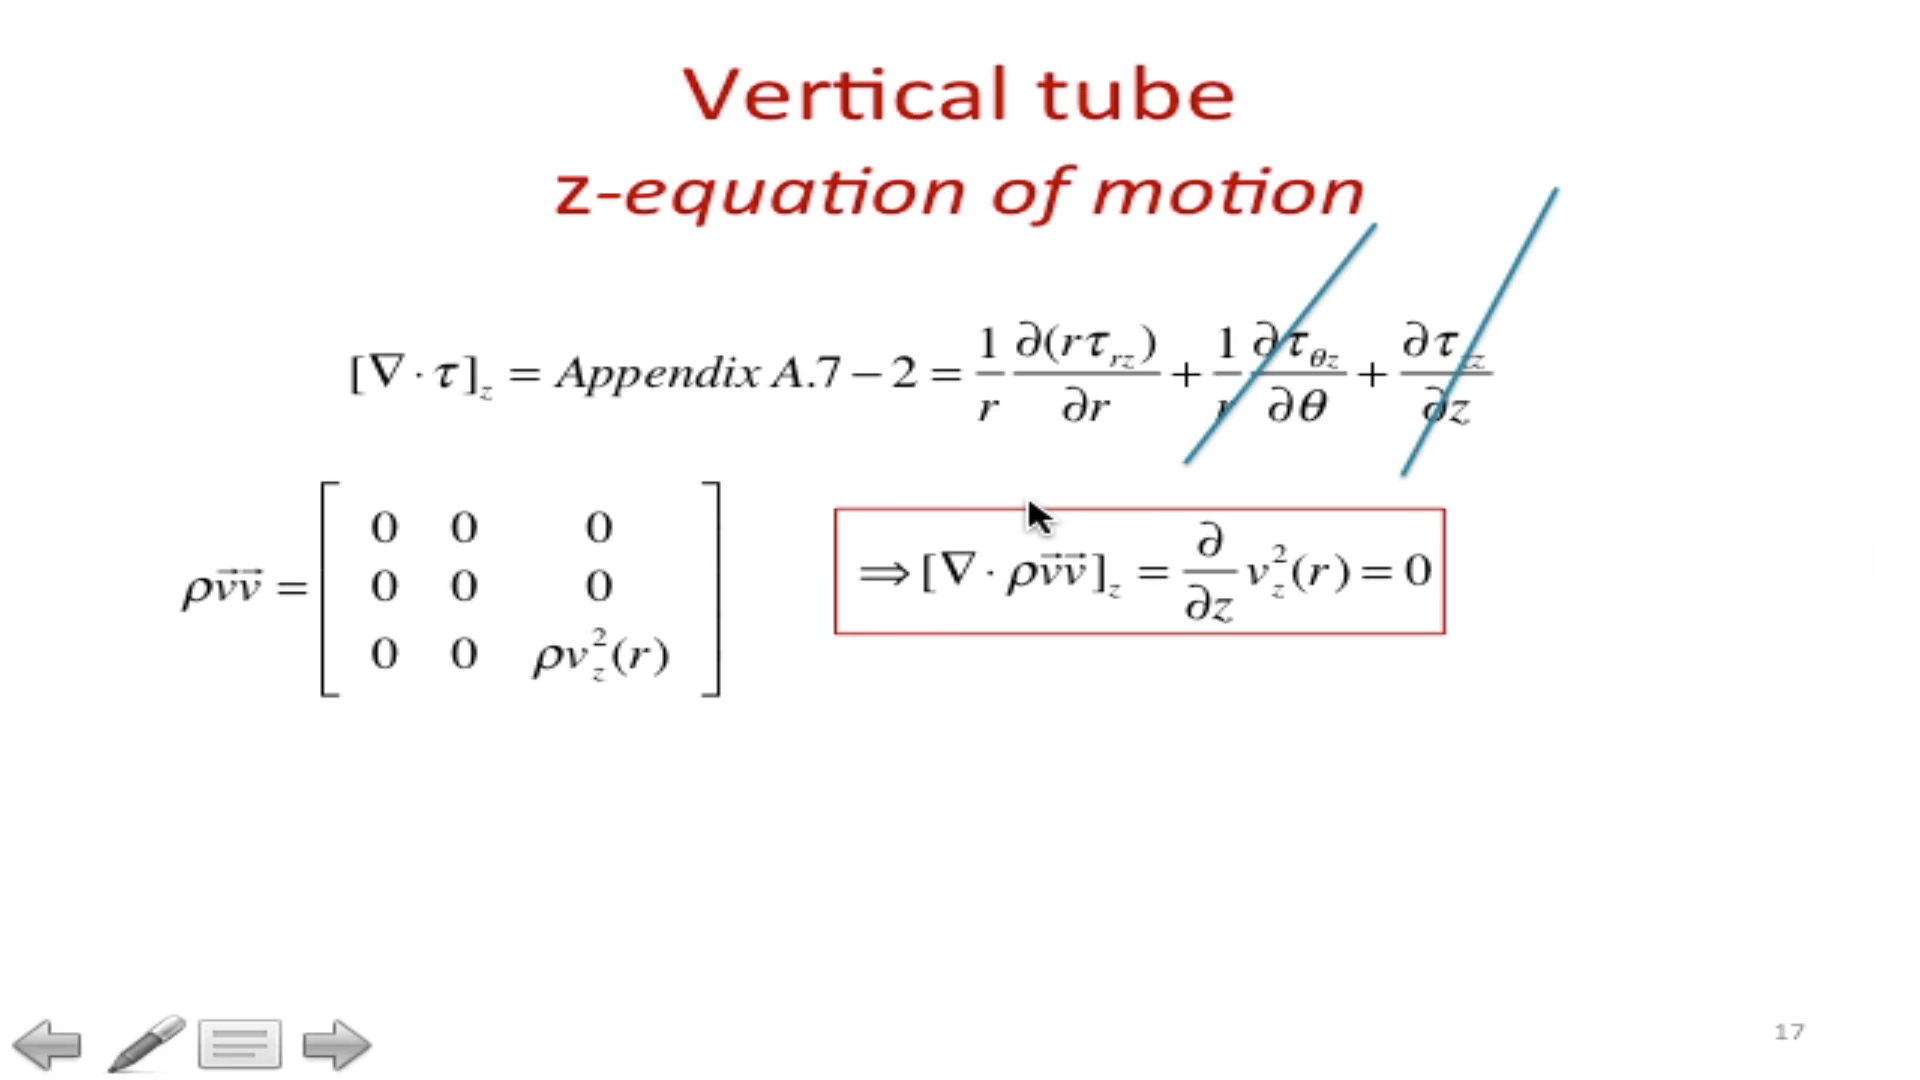 Vertical tube
z-equation of motion
[∇ · τ]_z = Appendix A.7 − 2 = (1/r) ∂(rτ_rz)/∂r + (1/r) ∂τ_θz/∂θ + ∂τ_zz/∂z
ρv⃗v⃗ = [ 0 0 0
0 0 0
0 0 ρv_z²(r) ]
⇒ [∇ · ρv⃗v⃗]_z = ∂/∂z v_z²(r) = 0
17